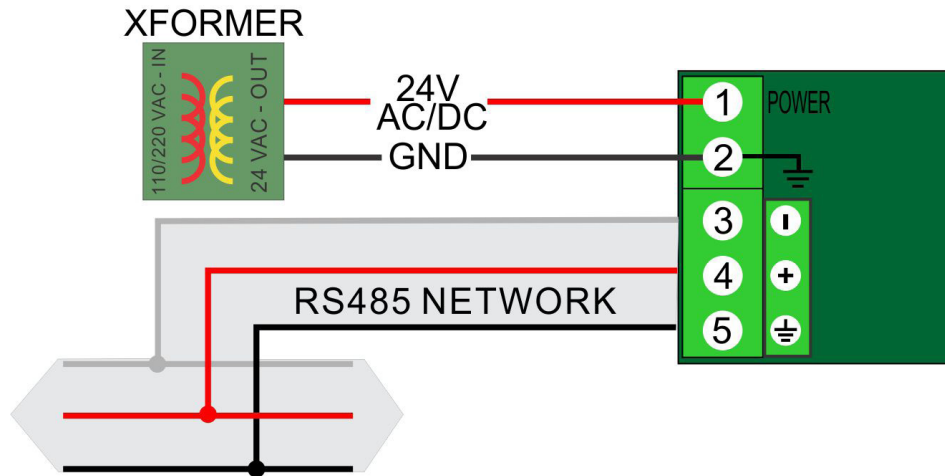 XFORMER
110/220 VAC - IN
24 VAC - OUT
24V
AC/DC
GND
1
POWER
2
3
-
4
+
5
RS485 NETWORK